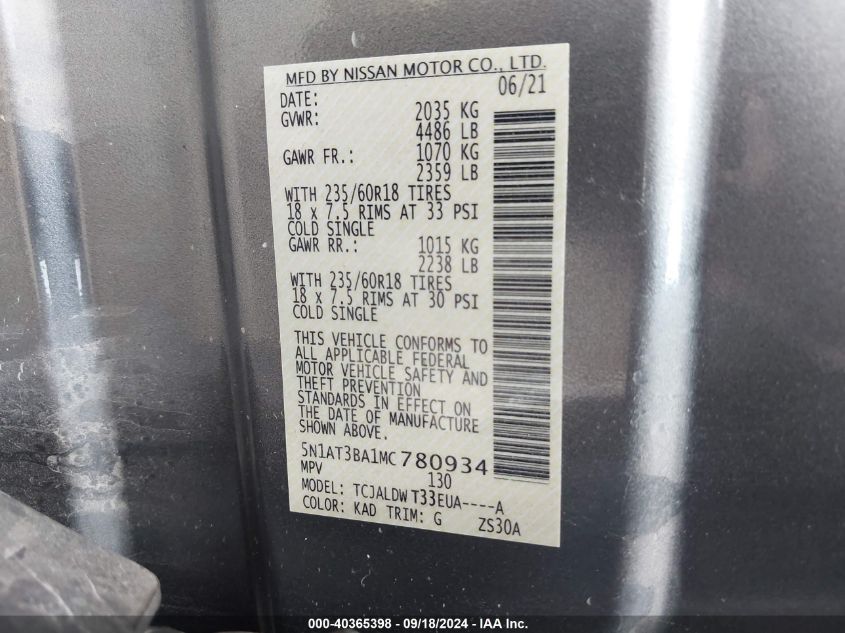 MFD BY NISSAN MOTOR CO., LTD.
DATE: 06/21
GVWR: 2035 KG
4486 LB
GAWR FR.: 1070 KG
2359 LB
WITH 235/60R18 TIRES
18 x 7.5 RIMS AT 33 PSI
COLD SINGLE
GAWR RR.: 1015 KG
2238 LB
WITH 235/60R18 TIRES
18 x 7.5 RIMS AT 30 PSI
COLD SINGLE
THIS VEHICLE CONFORMS TO
ALL APPLICABLE FEDERAL
MOTOR VEHICLE SAFETY AND
THEFT PREVENTION
STANDARDS IN EFFECT ON
THE DATE OF MANUFACTURE
SHOWN ABOVE.
5N1AT3BA1MC780934
MPV 130
MODEL: TCJALDWT33EUA----A
COLOR: KAD TRIM: G ZS30A
000-40365398 - 09/18/2024 - IAA Inc.